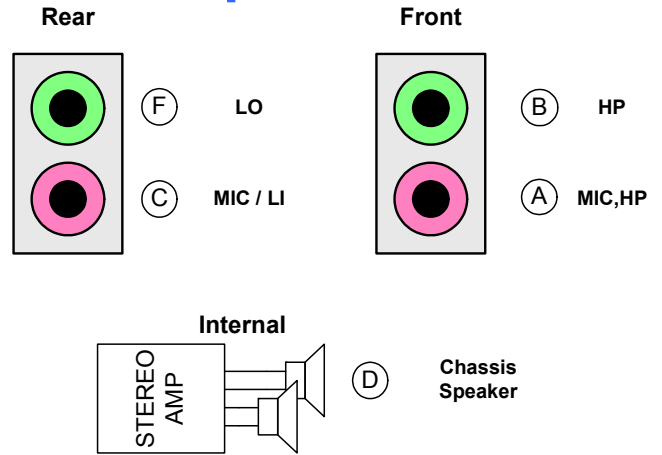 Rear
Front
F LO
B HP
C MIC / LI
A MIC,HP
Internal
STEREO
AMP
D
Chassis
Speaker